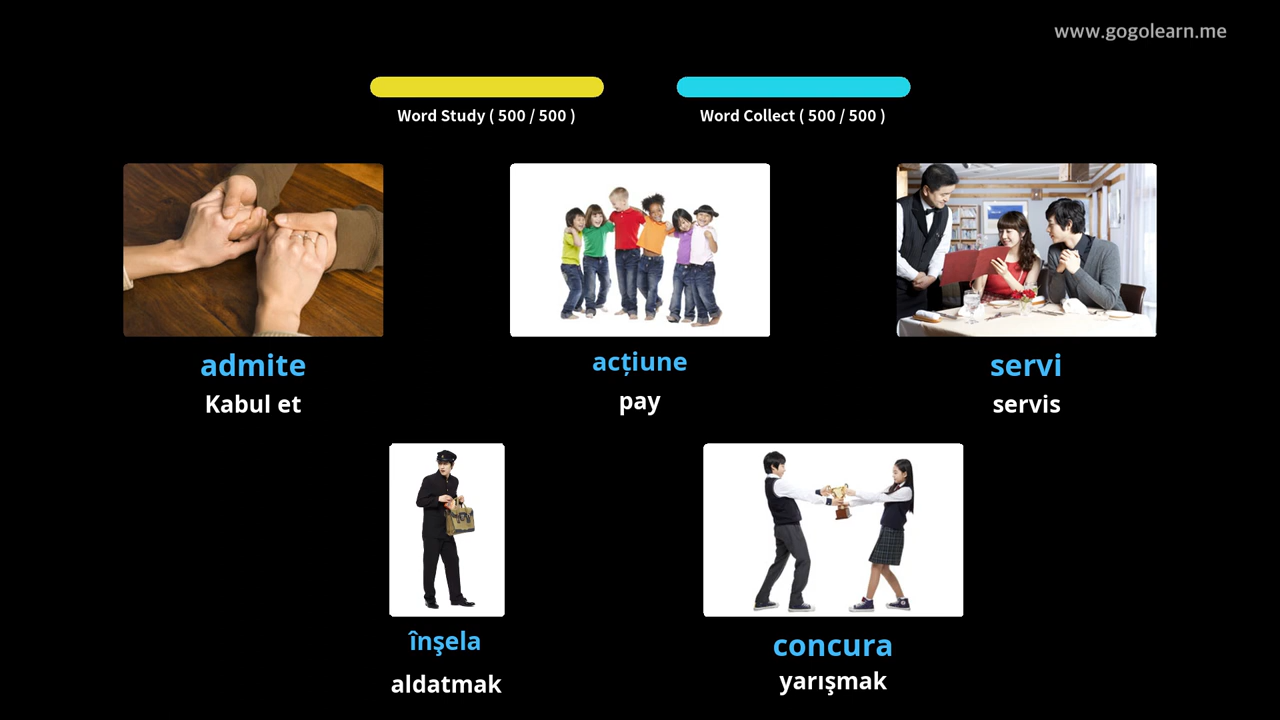 www.gogolearn.me
Word Study ( 500 / 500 )
Word Collect ( 500 / 500 )
admite
Kabul et
acțiune
pay
servi
servis
înşela
aldatmak
concura
yarışmak